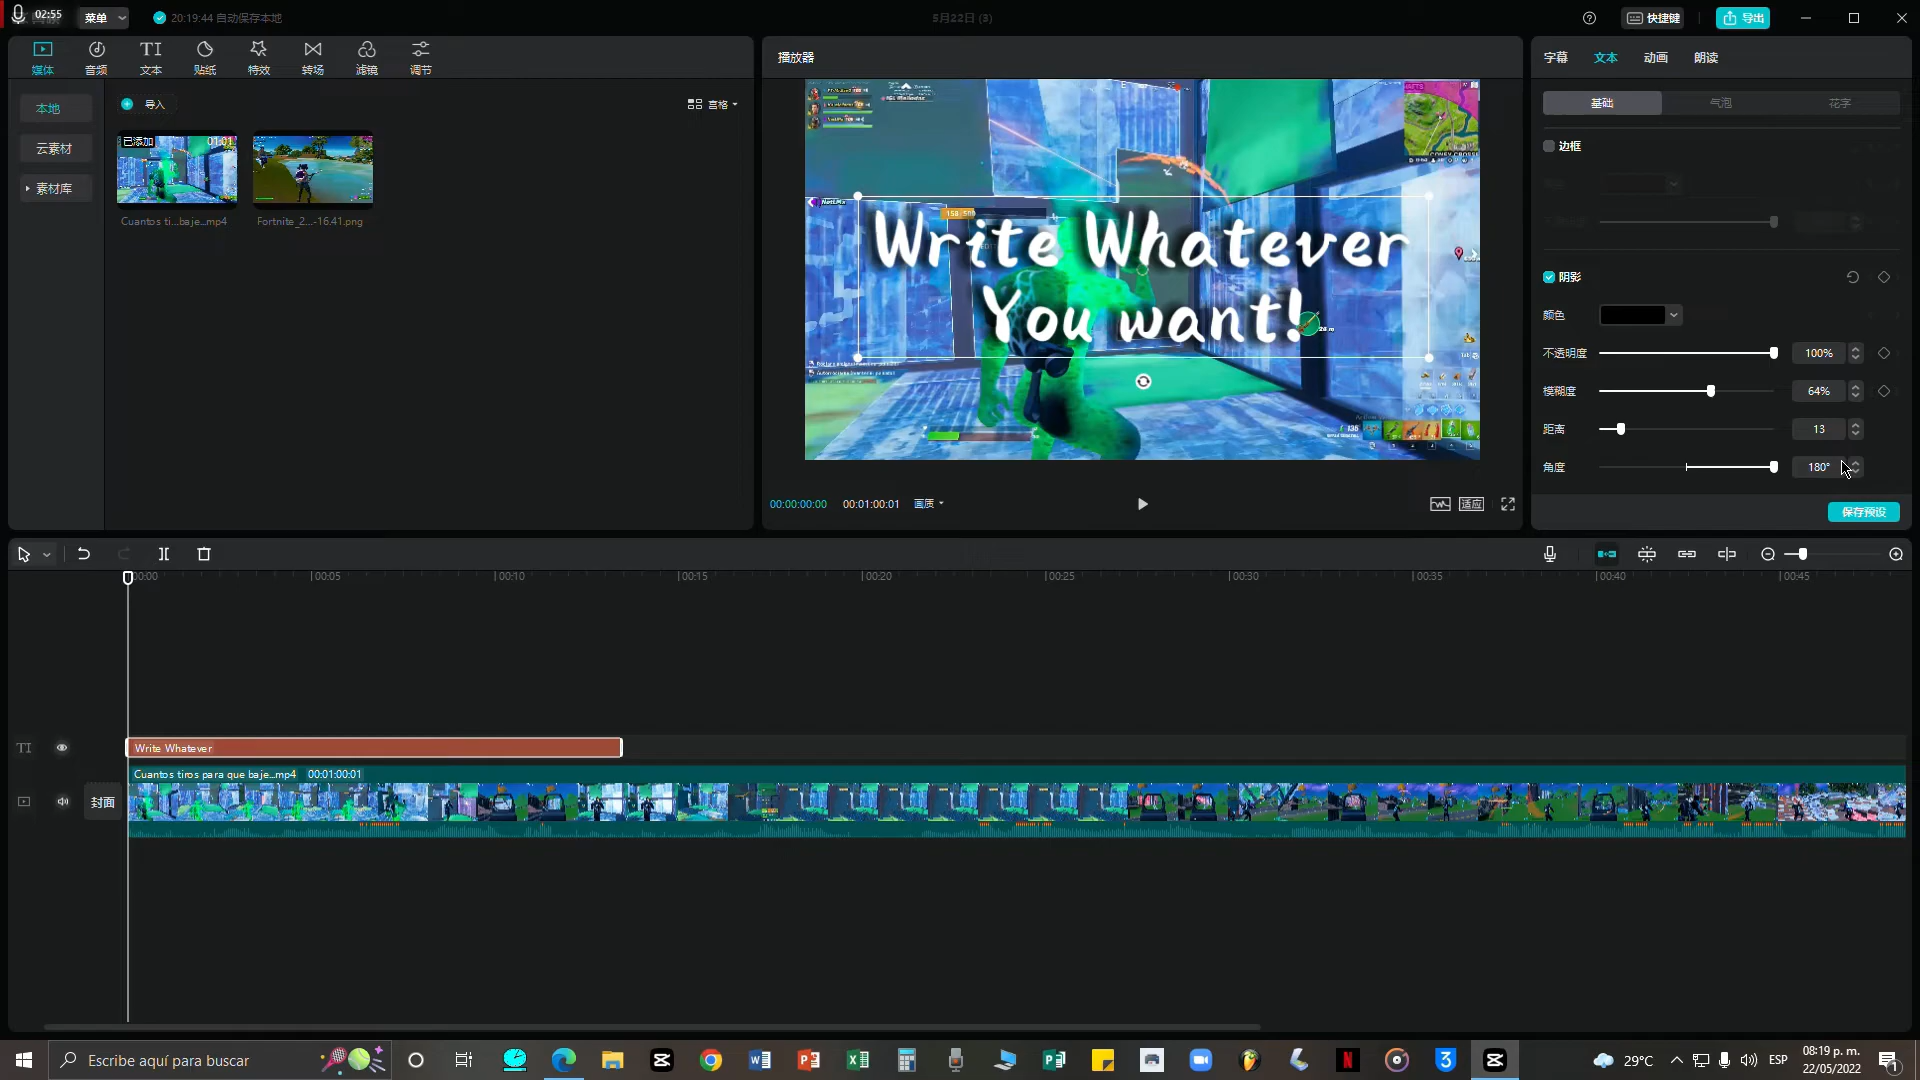 02:55
菜单
20:19:44 自动保存本地
5月22日 (3)
快捷键
导出
媒体
音频
文本
贴纸
特效
转场
滤镜
调节
本地
云素材
素材库
导入
宫格
已添加
01:01
Cuantos ti...baje...mp4
Fortnite_2...-16.41.png
播放器
Write Whatever
You want!
00:00:00:00
00:01:00:01
画质
适应
字幕
文本
动画
朗读
基础
气泡
花字
边框
阴影
颜色
不透明度
100%
模糊度
64%
距离
13
角度
180°
保存预设
00:00
00:05
00:10
00:15
00:20
00:25
00:30
00:35
00:40
00:45
TI
Write Whatever
Cuantos tiros para que baje...mp4
00:01:00:01
封面
Escribe aquí para buscar
29°C
ESP
08:19 p. m.
22/05/2022